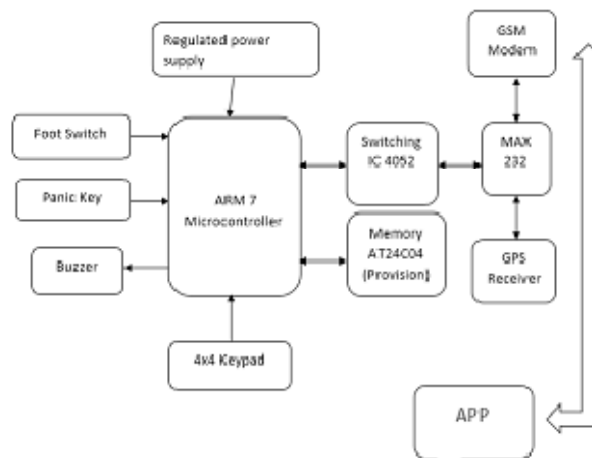 Regulated power
supply
GSM
Modem
Foot Switch
Switching
IC 4052
MAX
232
Panic Key
ARM 7
Microcontroller
Memory
AT24C04
(Provision)
Buzzer
GPS
Receiver
4x4 Keypad
APP